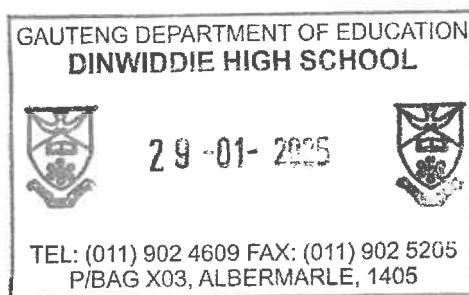 GAUTENG DEPARTMENT OF EDUCATION
DINWIDDIE HIGH SCHOOL
29-01-2025
TEL: (011) 902 4609 FAX: (011) 902 5205
P/BAG X03, ALBERMARLE, 1405